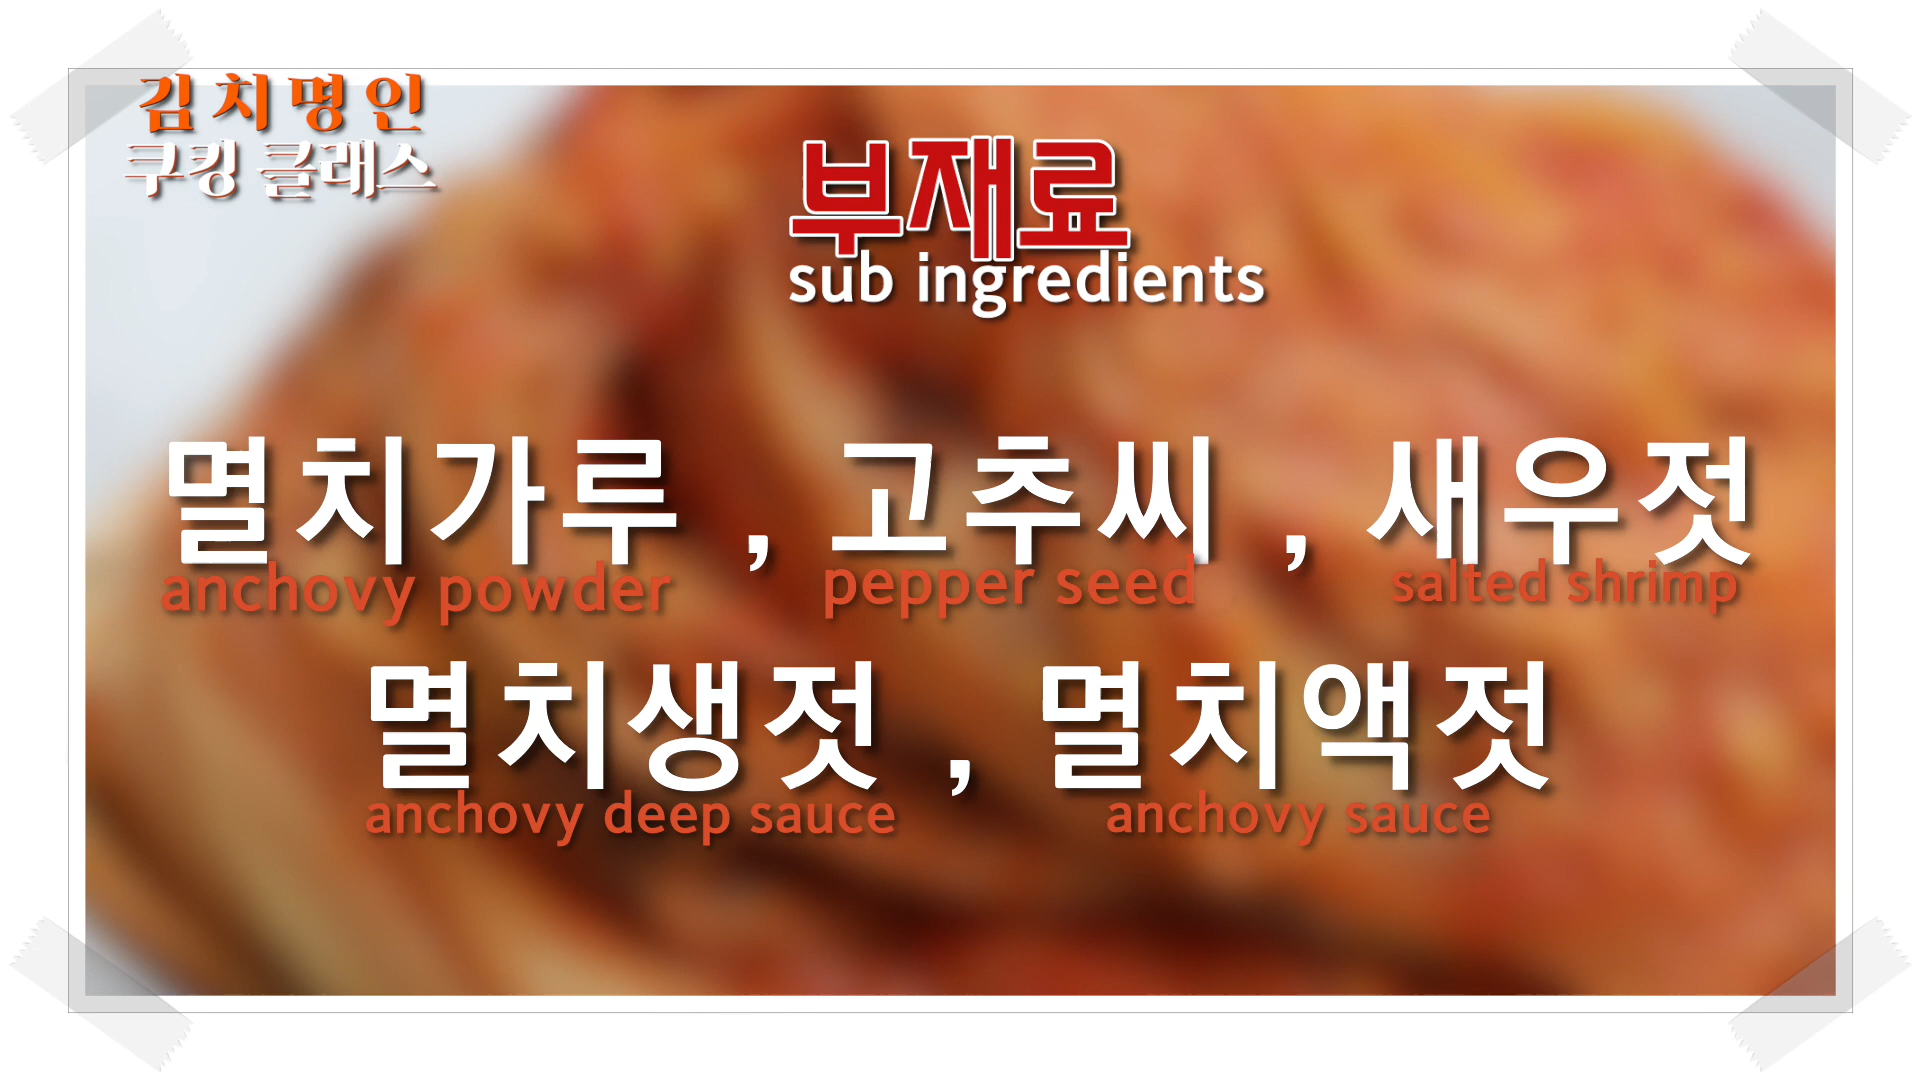 김치명인
쿠킹 클래스
부재료
sub ingredients
멸치가루 , 고추씨 , 새우젓
anchovy powder pepper seed salted shrimp
멸치생젓 , 멸치액젓
anchovy deep sauce anchovy sauce